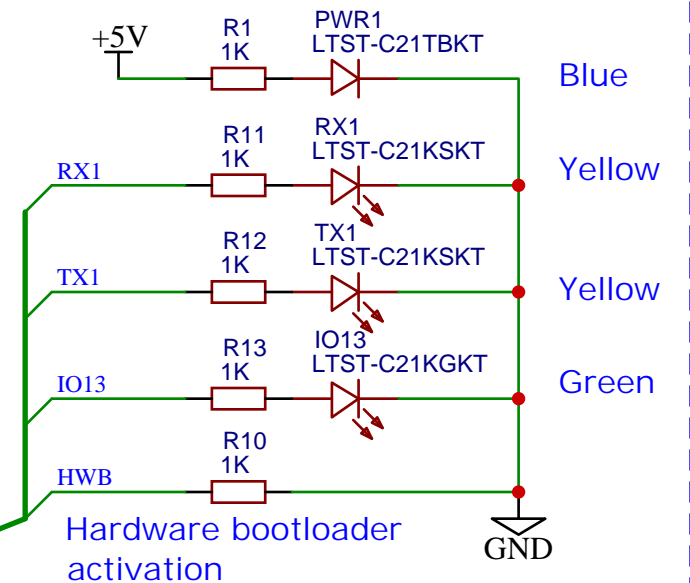 +5V
R1
1K
PWR1
LTST-C21TBKT
Blue
RX1
R11
1K
RX1
LTST-C21KSKT
Yellow
TX1
R12
1K
TX1
LTST-C21KSKT
Yellow
IO13
R13
1K
IO13
LTST-C21KGKT
Green
HWB
R10
1K
Hardware bootloader
activation
GND